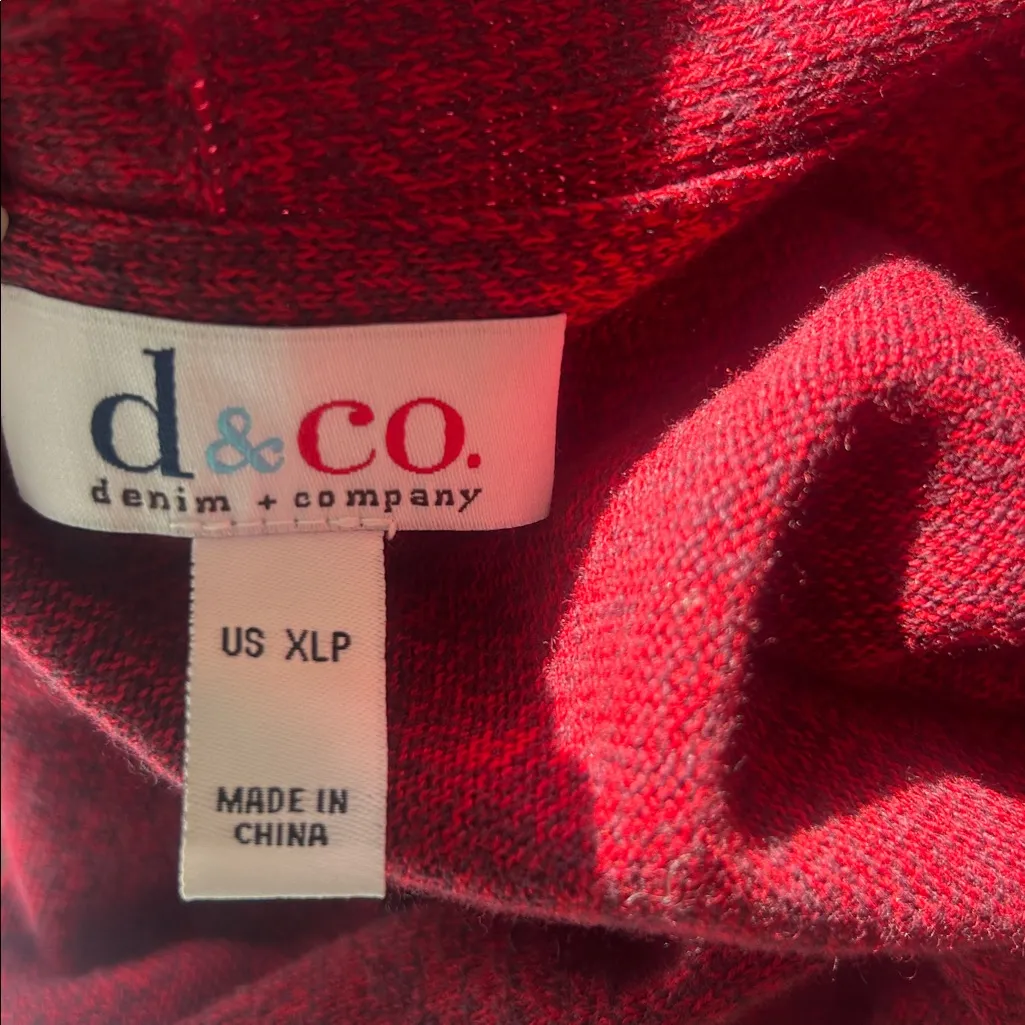 d&co.
denim + company
US XLP
MADE IN
CHINA